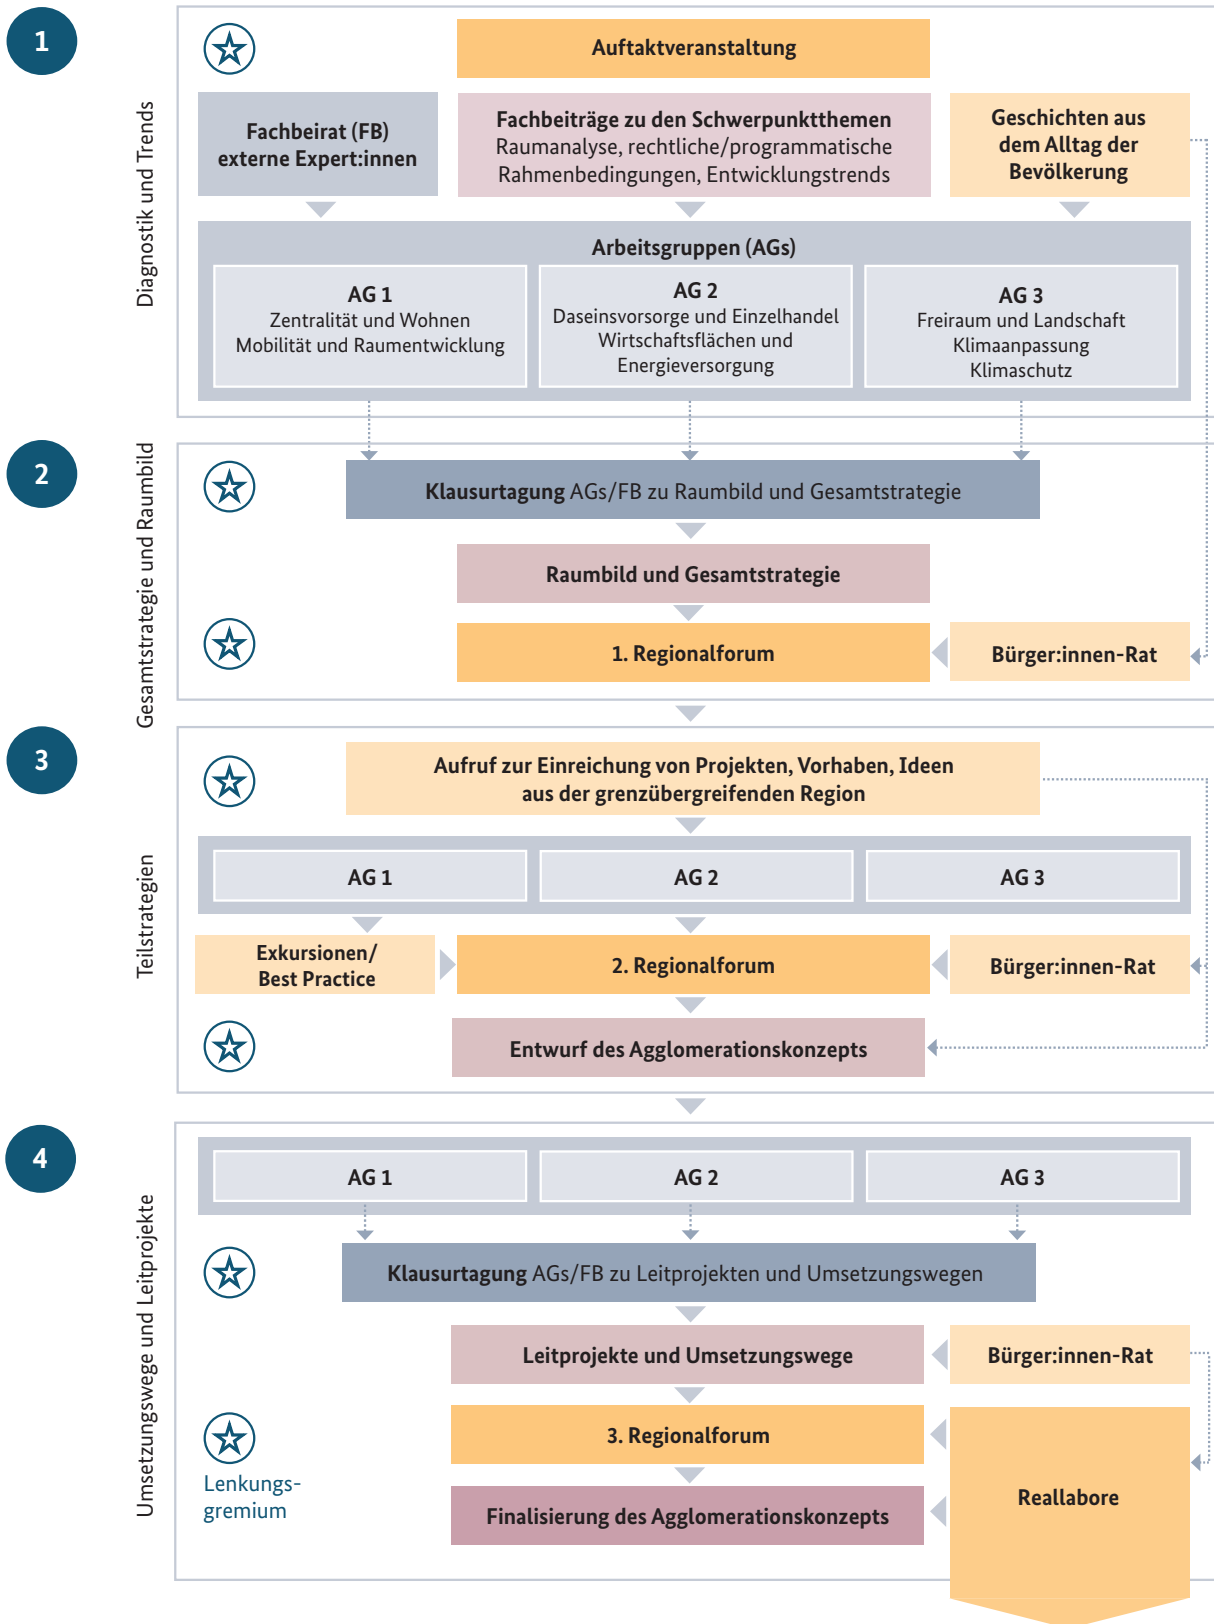 1
Diagnostik und Trends
Auftaktveranstaltung
Fachbeirat (FB)
externe Expert:innen
Fachbeiträge zu den Schwerpunktthemen
Raumanalyse, rechtliche/programmatische
Rahmenbedingungen, Entwicklungstrends
Geschichten aus
dem Alltag der
Bevölkerung
Arbeitsgruppen (AGs)
AG 1
Zentralität und Wohnen
Mobilität und Raumentwicklung
AG 2
Daseinsvorsorge und Einzelhandel
Wirtschaftsflächen und
Energieversorgung
AG 3
Freiraum und Landschaft
Klimaanpassung
Klimaschutz
2
Gesamtstrategie und Raumbild
Klausurtagung AGs/FB zu Raumbild und Gesamtstrategie
Raumbild und Gesamtstrategie
1. Regionalforum
Bürger:innen-Rat
3
Teilstrategien
Aufruf zur Einreichung von Projekten, Vorhaben, Ideen
aus der grenzübergreifenden Region
AG 1
AG 2
AG 3
Exkursionen/
Best Practice
2. Regionalforum
Bürger:innen-Rat
Entwurf des Agglomerationskonzepts
4
Umsetzungswege und Leitprojekte
AG 1
AG 2
AG 3
Klausurtagung AGs/FB zu Leitprojekten und Umsetzungswegen
Leitprojekte und Umsetzungswege
Bürger:innen-Rat
3. Regionalforum
Lenkungs-
gremium
Reallabore
Finalisierung des Agglomerationskonzepts